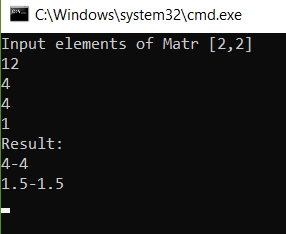 C:\Windows\system32\cmd.exe
Input elements of Matr [2,2]
12
4
4
1
Result:
4-4
1.5-1.5